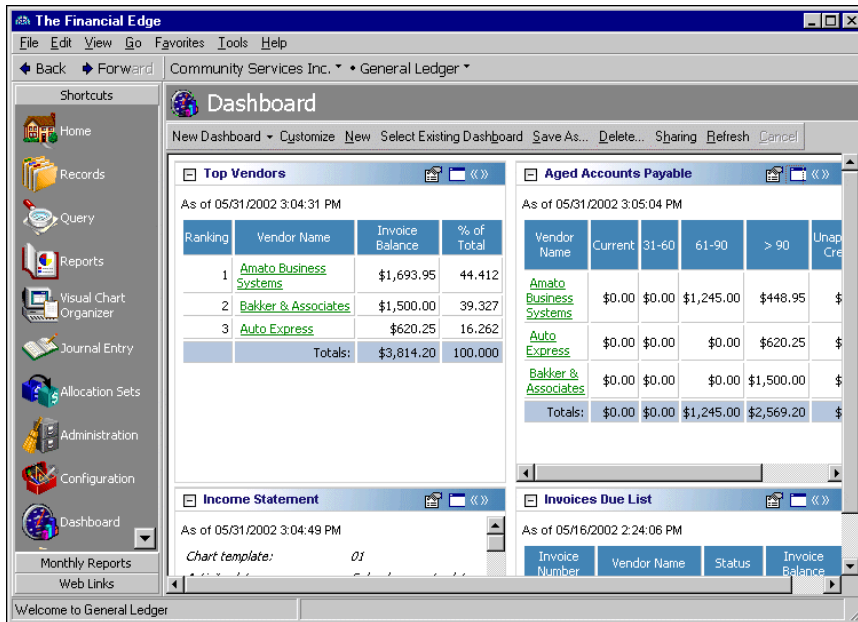 The Financial Edge
File Edit View Go Favorites Tools Help
Back Forward Community Services Inc. • General Ledger
Shortcuts
Home
Records
Query
Reports
Visual Chart
Organizer
Journal Entry
Allocation Sets
Administration
Configuration
Dashboard
Monthly Reports
Web Links
Dashboard
New Dashboard Customize New Select Existing Dashboard Save As... Delete... Sharing Refresh Cancel
Top Vendors
As of 05/31/2002 3:04:31 PM
Ranking Vendor Name Invoice Balance % of Total
1 Amato Business Systems $1,693.95 44.412
2 Bakker & Associates $1,500.00 39.327
3 Auto Express $620.25 16.262
Totals: $3,814.20 100.000
Aged Accounts Payable
As of 05/31/2002 3:05:04 PM
Vendor Name Current 31-60 61-90 > 90 Unap Cre
Amato Business Systems $0.00 $0.00 $1,245.00 $448.95 $
Auto Express $0.00 $0.00 $0.00 $620.25 $
Bakker & Associates $0.00 $0.00 $0.00 $1,500.00 $
Totals: $0.00 $0.00 $1,245.00 $2,569.20 $
Income Statement
As of 05/31/2002 3:04:49 PM
Chart template: 01
Invoices Due List
As of 05/16/2002 2:24:06 PM
Invoice Number Vendor Name Status Invoice Balance
Welcome to General Ledger